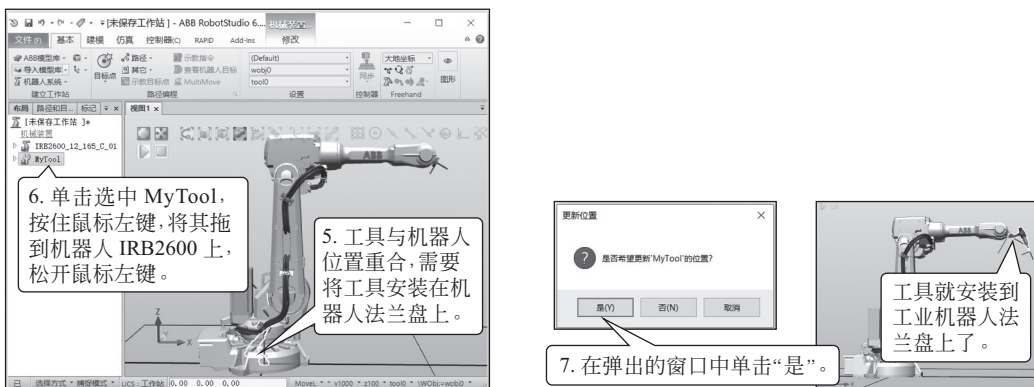 [未保存工作站] - ABB RobotStudio 6....
文件(F) 基本 建模 仿真 控制器(C) RAPID Add-Ins 修改
ABB模型库 路径 示教指令 (Default) 大地坐标
导入模型库 目标点 其它 查看机器人目标 wobj0 同步 图形
机器人系统 示教目标点 MultiMove tool0
建立工作站 路径编程 设置 控制器 Freehand
布局 路径和目... 标记 视图1
[未保存工作站]*
机械装置
IRB2600_12_165_C_01
MyTool
ABB
6. 单击选中 MyTool,
按住鼠标左键,将其拖
到机器人 IRB2600 上,
松开鼠标左键。
5. 工具与机器人
位置重合,需要
将工具安装在机
器人法兰盘上。
Z
X
选择方式 捕捉模式 UCS:工作站 0.00 0.00 0.00 MoveL * v1000 z100 tool0 \WObj:=wobj0
更新位置
是否希望更新'MyTool'的位置?
是(Y) 否(N) 取消
7. 在弹出的窗口中单击“是”。
ABB
工具就安装到
工业机器人法
兰盘上了。